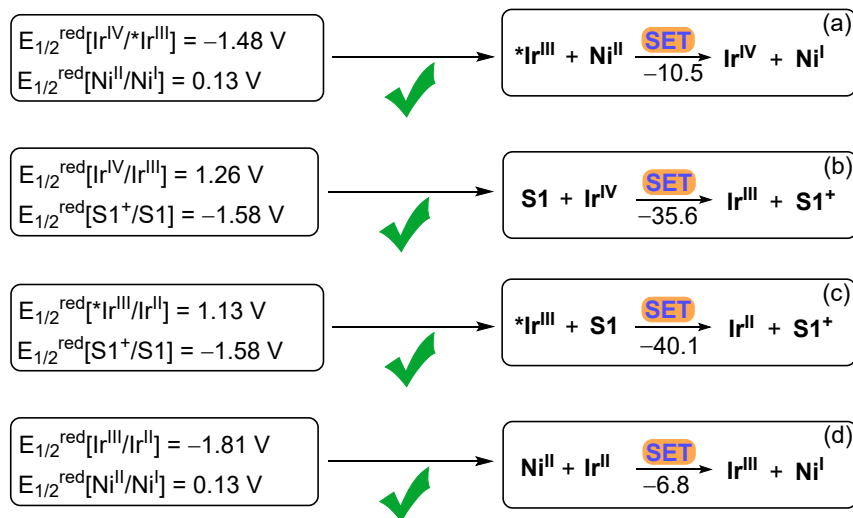 E₁/₂ʳᵉᵈ[Irᴵⱽ/*Irᴵᴵᴵ] = –1.48 V
E₁/₂ʳᵉᵈ[Niᴵᴵ/Niᴵ] = 0.13 V
(a)
*Irᴵᴵᴵ + Niᴵᴵ SET Irᴵⱽ + Niᴵ
–10.5
E₁/₂ʳᵉᵈ[Irᴵⱽ/Irᴵᴵᴵ] = 1.26 V
E₁/₂ʳᵉᵈ[S1⁺/S1] = –1.58 V
(b)
S1 + Irᴵⱽ SET Irᴵᴵᴵ + S1⁺
–35.6
E₁/₂ʳᵉᵈ[*Irᴵᴵᴵ/Irᴵᴵ] = 1.13 V
E₁/₂ʳᵉᵈ[S1⁺/S1] = –1.58 V
(c)
*Irᴵᴵᴵ + S1 SET Irᴵᴵ + S1⁺
–40.1
E₁/₂ʳᵉᵈ[Irᴵᴵᴵ/Irᴵᴵ] = –1.81 V
E₁/₂ʳᵉᵈ[Niᴵᴵ/Niᴵ] = 0.13 V
(d)
Niᴵᴵ + Irᴵᴵ SET Irᴵᴵᴵ + Niᴵ
–6.8